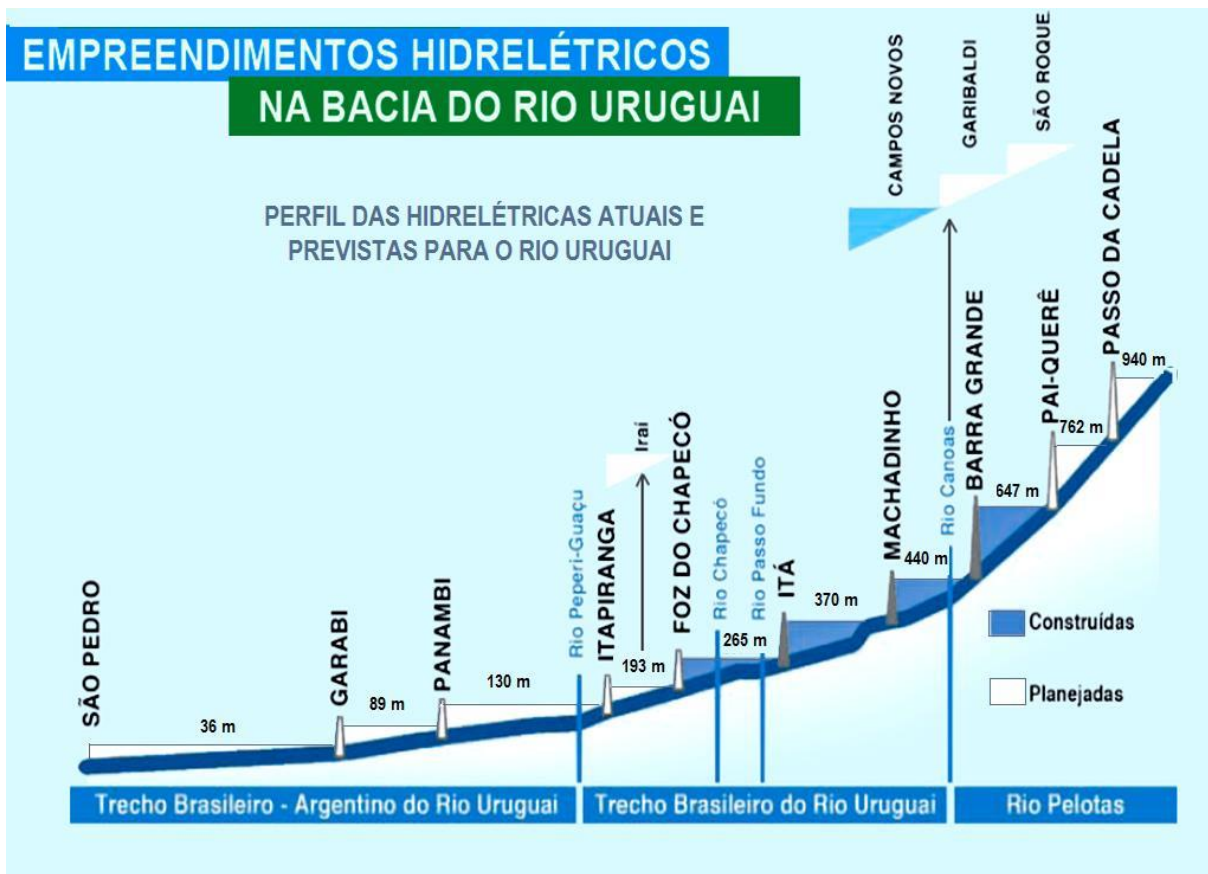 EMPREENDIMENTOS HIDRELÉTRICOS
NA BACIA DO RIO URUGUAI
PERFIL DAS HIDRELÉTRICAS ATUAIS E
PREVISTAS PARA O RIO URUGUAI
CAMPOS NOVOS
GARIBALDI
SÃO ROQUE
SÃO PEDRO
36 m
GARABI
89 m
PANAMBI
130 m
Rio Peperi-Guaçu
ITAPIRANGA
193 m
Iraí
FOZ DO CHAPECÓ
Rio Chapecó
265 m
Rio Passo Fundo
ITÁ
370 m
MACHADINHO
440 m
Rio Canoas
BARRA GRANDE
647 m
PAI-QUERÊ
762 m
PASSO DA CADELA
940 m
Construídas
Planejadas
Trecho Brasileiro - Argentino do Rio Uruguai
Trecho Brasileiro do Rio Uruguai
Rio Pelotas